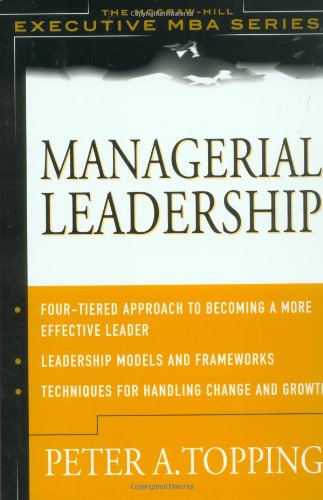 THE McGRAW-HILL
EXECUTIVE MBA SERIES
MANAGERIAL
LEADERSHIP
• FOUR-TIERED APPROACH TO BECOMING A MORE
EFFECTIVE LEADER
• LEADERSHIP MODELS AND FRAMEWORKS
• TECHNIQUES FOR HANDLING CHANGE AND GROWTH
PETER A. TOPPING